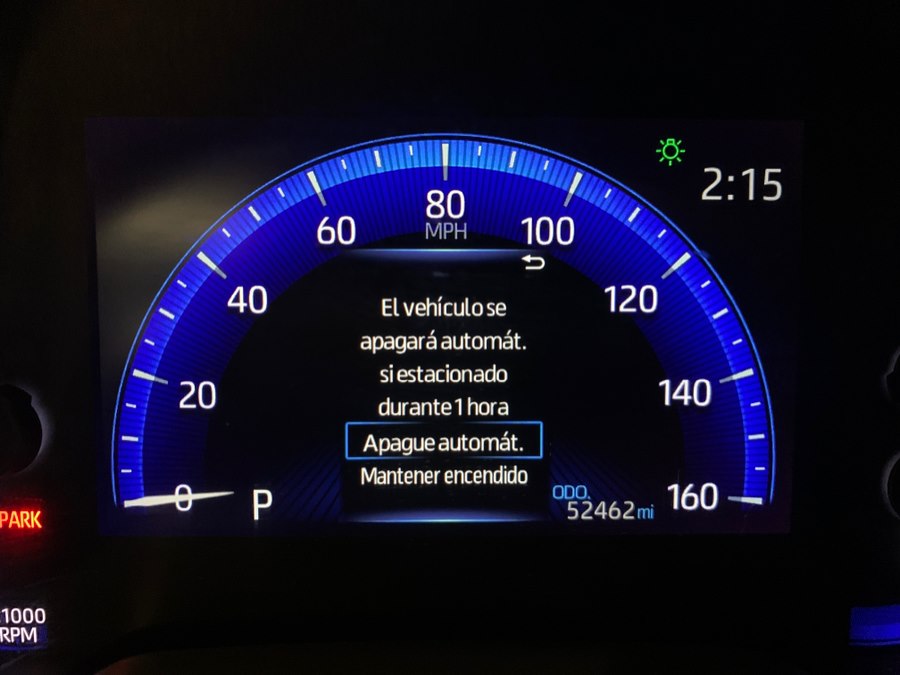 2:15
80
MPH
60
100
40
120
El vehículo se
apagará automát.
si estacionado
durante 1 hora
20
140
Apague automát.
Mantener encendido
0
P
ODO.
52462 mi
160
PARK
1000
RPM